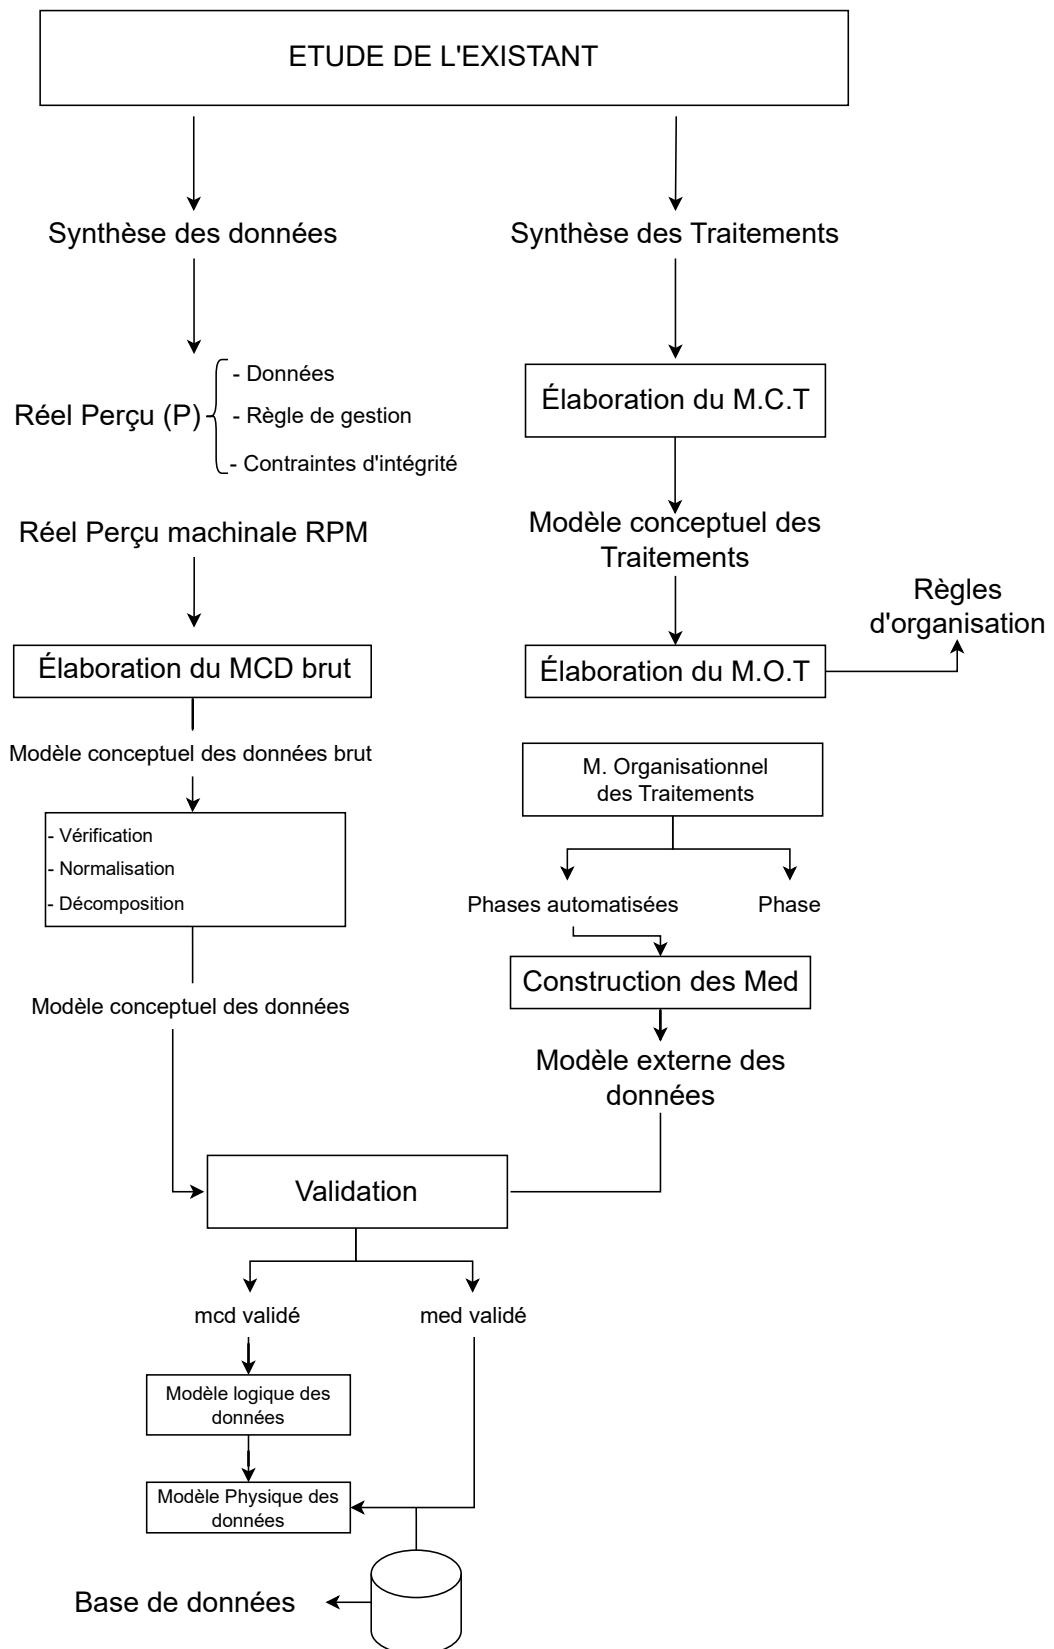 ETUDE DE L'EXISTANT
Synthèse des données
Synthèse des Traitements
Réel Perçu (P)
- Données
- Règle de gestion
- Contraintes d'intégrité
Élaboration du M.C.T
Réel Perçu machinale RPM
Modèle conceptuel des
Traitements
Règles
d'organisation
Élaboration du MCD brut
Élaboration du M.O.T
Modèle conceptuel des données brut
M. Organisationnel
des Traitements
- Vérification
- Normalisation
- Décomposition
Phases automatisées
Phase
Construction des Med
Modèle conceptuel des données
Modèle externe des
données
Validation
mcd validé
med validé
Modèle logique des
données
Modèle Physique des
données
Base de données